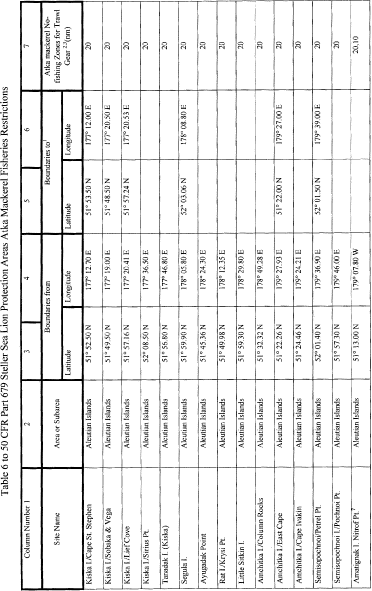 Table 6 to 50 CFR Part 679 Steller Sea Lion Protection Areas Atka Mackerel Fisheries Restrictions
Column Number 1 2 3 4 5 6 7
Site Name Area or Subarea Boundaries from Boundaries to¹ Atka mackerel No-
fishing Zones for Trawl
Gear ²,³ (nm)
Latitude Longitude Latitude Longitude
Kiska I./Cape St. Stephen Aleutian Islands 51° 52.50 N 177° 12.70 E 51° 53.50 N 177° 12.00 E 20
Kiska I./Sobaka & Vega Aleutian Islands 51° 49.50 N 177° 19.00 E 51° 48.50 N 177° 20.50 E 20
Kiska I./Lief Cove Aleutian Islands 51° 57.16 N 177° 20.41 E 51° 57.24 N 177° 20.53 E 20
Kiska I./Sirius Pt. Aleutian Islands 52° 08.50 N 177° 36.50 E 20
Tanadak I. (Kiska) Aleutian Islands 51° 56.80 N 177° 46.80 E 20
Segula I. Aleutian Islands 51° 59.90 N 178° 05.80 E 52° 03.06 N 178° 08.80 E 20
Ayugadak Point Aleutian Islands 51° 45.36 N 178° 24.30 E 20
Rat I./Krysi Pt. Aleutian Islands 51° 49.98 N 178° 12.35 E 20
Little Sitkin I. Aleutian Islands 51° 59.30 N 178° 29.80 E 20
Amchitka I./Column Rocks Aleutian Islands 51° 32.32 N 178° 49.28 E 20
Amchitka I./East Cape Aleutian Islands 51° 22.26 N 179° 27.93 E 51° 22.00 N 179° 27.00 E 20
Amchitka I./Cape Ivakin Aleutian Islands 51° 24.46 N 179° 24.21 E 20
Semisopochnoi/Petrel Pt. Aleutian Islands 52° 01.40 N 179° 36.90 E 52° 01.50 N 179° 39.00 E 20
Semisopochnoi I./Pochnoi Pt. Aleutian Islands 51° 57.30 N 179° 46.00 E 20
Amatignak I. Nitrof Pt.⁷ Aleutian Islands 51° 13.00 N 179° 07.80 W 20,10